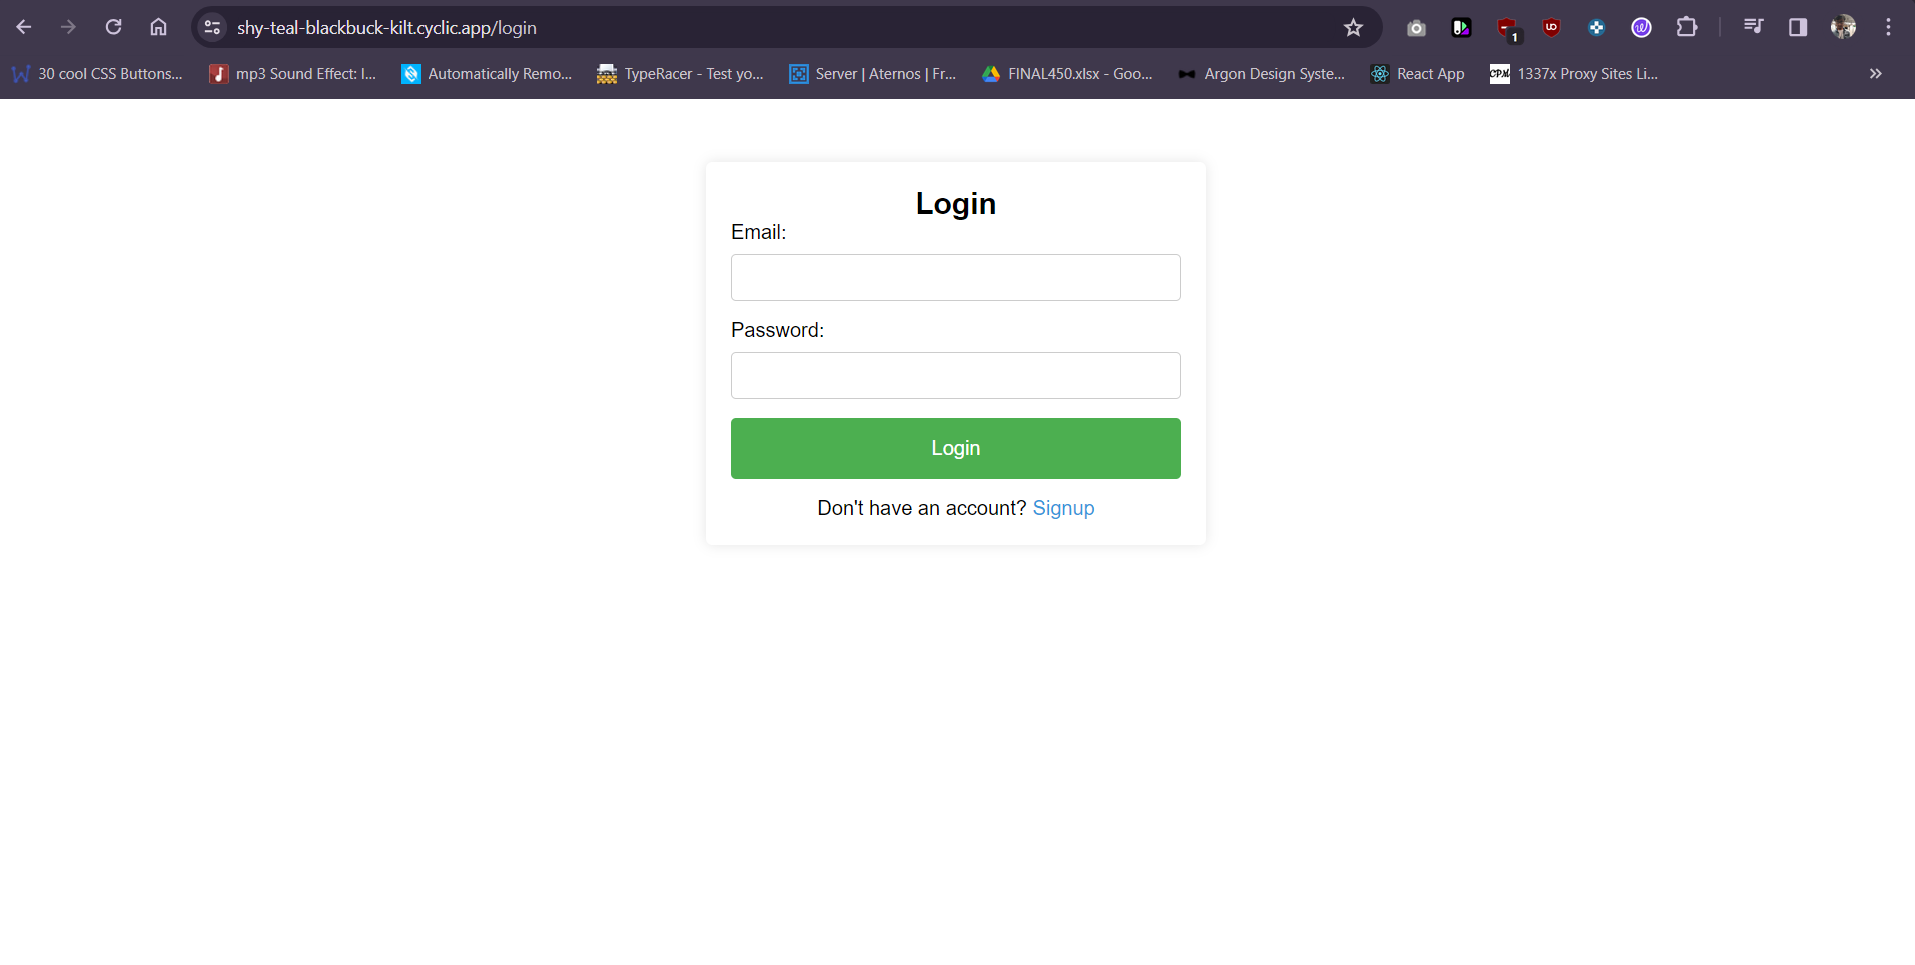 shy-teal-blackbuck-kilt.cyclic.app/login
1
30 cool CSS Buttons... mp3 Sound Effect: I... Automatically Remo... TypeRacer - Test yo... Server | Aternos | Fr... FINAL450.xlsx - Goo... Argon Design Syste... React App CPM 1337x Proxy Sites Li...
Login
Email:
Password:
Login
Don't have an account? Signup